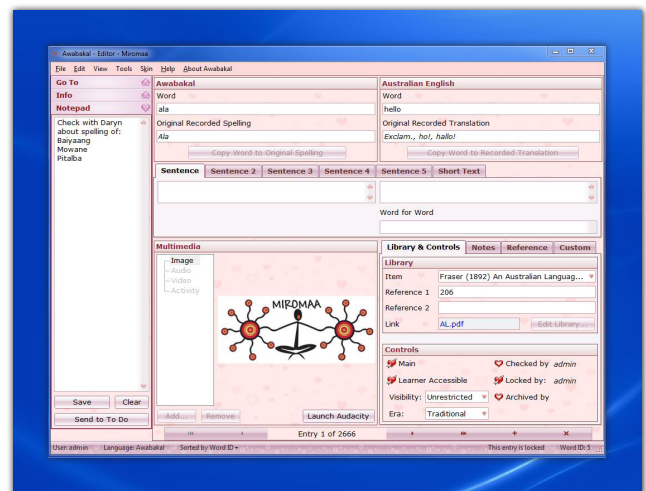 Awabakal - Editor - Miromaa
File Edit View Tools Skin Help About Awabakal
Go To
Info
Notepad
Check with Daryn
about spelling of:
Baiyaang
Mowane
Pitalba
Save Clear
Send to To Do
Awabakal
Word
ala
Original Recorded Spelling
Ala
Copy Word to Original Spelling
Australian English
Word
hello
Original Recorded Translation
Exclam., ho!, hallo!
Copy Word to Recorded Translation
Sentence Sentence 2 Sentence 3 Sentence 4 Sentence 5 Short Text
Word for Word
Multimedia
Image
Audio
Video
Activity
MIROMAA
Add... Remove Launch Audacity
Library & Controls Notes Reference Custom
Library
Item Fraser (1892) An Australian Languag...
Reference 1 206
Reference 2
Link AL.pdf Edit Library...
Controls
Main Checked by admin
Learner Accessible Locked by: admin
Visibility: Unrestricted Archived by
Era: Traditional
Entry 1 of 2666
User: admin Language: Awabakal Sorted by Word ID This entry is locked Word ID: 5